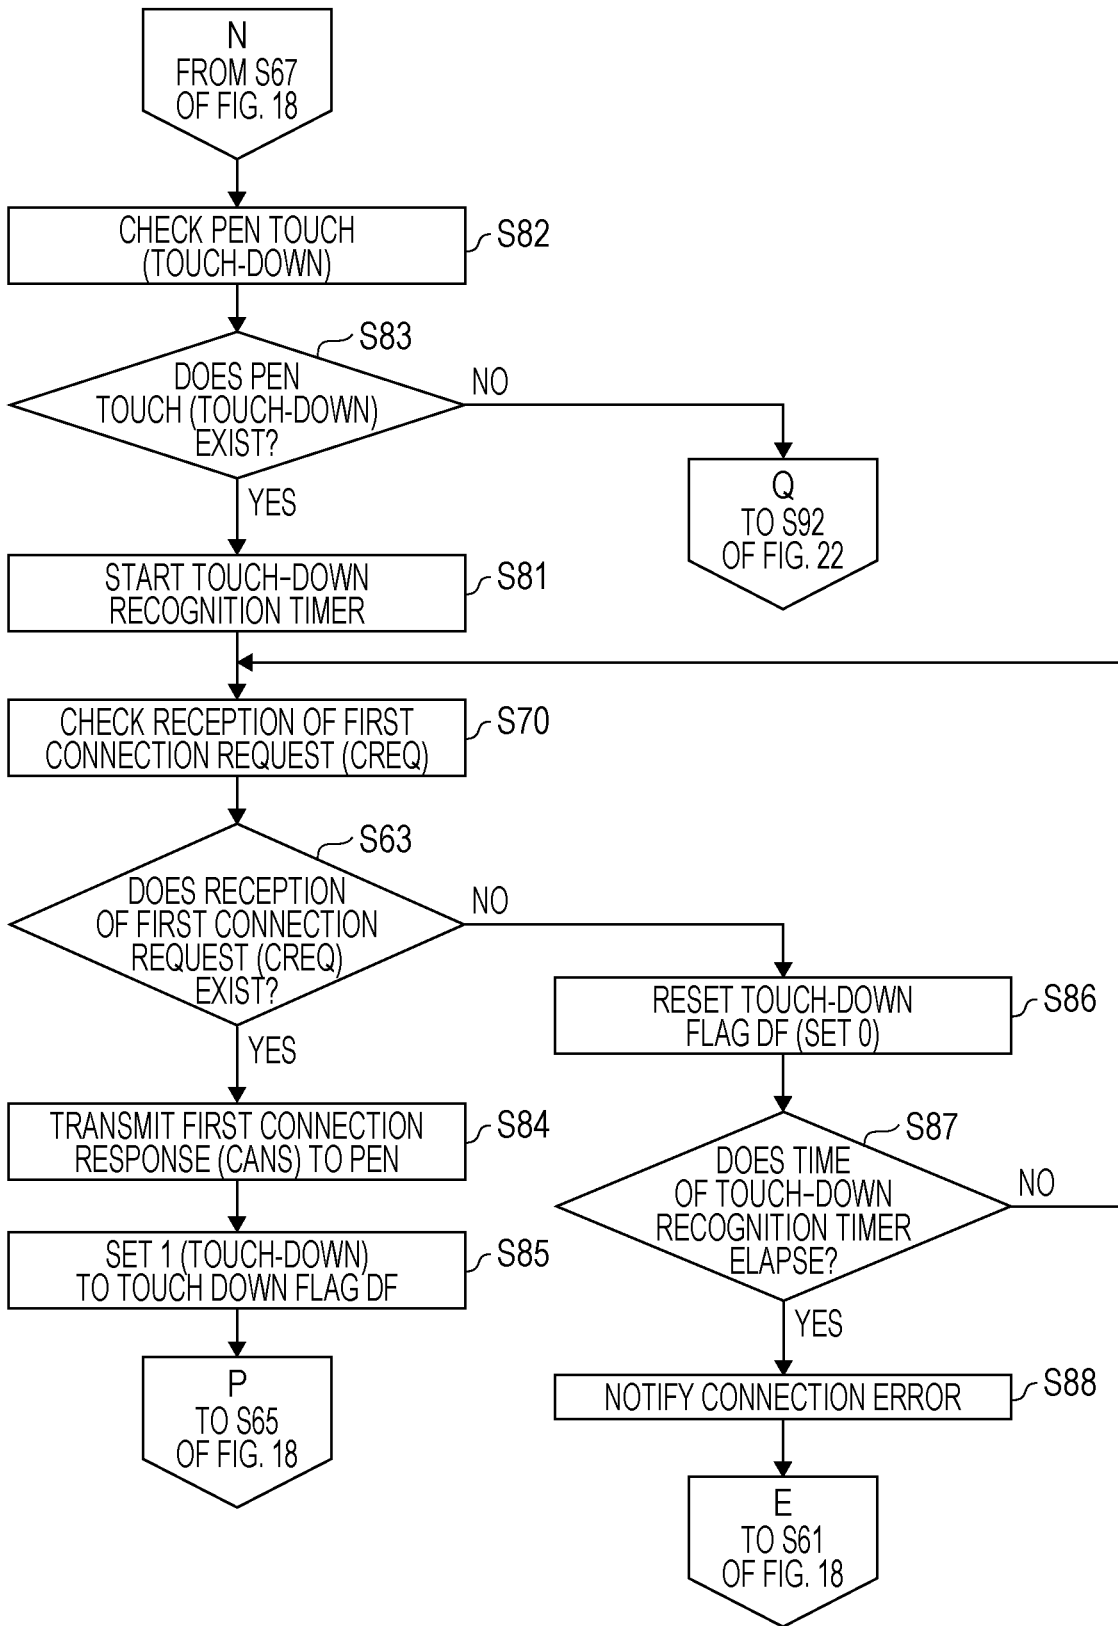 N
FROM S67
OF FIG. 18
CHECK PEN TOUCH
(TOUCH-DOWN)
S82
S83
DOES PEN
TOUCH (TOUCH-DOWN)
EXIST?
NO
YES
Q
TO S92
OF FIG. 22
START TOUCH-DOWN
RECOGNITION TIMER
S81
CHECK RECEPTION OF FIRST
CONNECTION REQUEST (CREQ)
S70
S63
DOES RECEPTION
OF FIRST CONNECTION
REQUEST (CREQ)
EXIST?
NO
YES
RESET TOUCH-DOWN
FLAG DF (SET 0)
S86
TRANSMIT FIRST CONNECTION
RESPONSE (CANS) TO PEN
S84
S87
DOES TIME
OF TOUCH-DOWN
RECOGNITION TIMER
ELAPSE?
NO
YES
SET 1 (TOUCH-DOWN)
TO TOUCH DOWN FLAG DF
S85
P
TO S65
OF FIG. 18
NOTIFY CONNECTION ERROR
S88
E
TO S61
OF FIG. 18